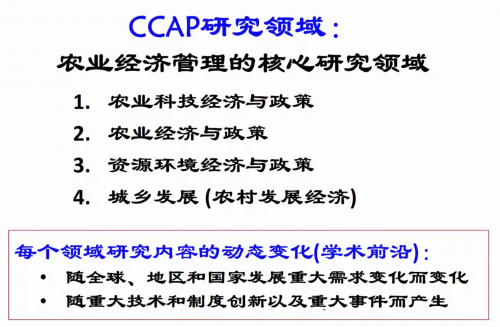 CCAP研究领域：
农业经济管理的核心研究领域
1. 农业科技经济与政策
2. 农业经济与政策
3. 资源环境经济与政策
4. 城乡发展 (农村发展经济)
每个领域研究内容的动态变化(学术前沿)：
• 随全球、地区和国家发展重大需求变化而变化
• 随重大技术和制度创新以及重大事件而产生